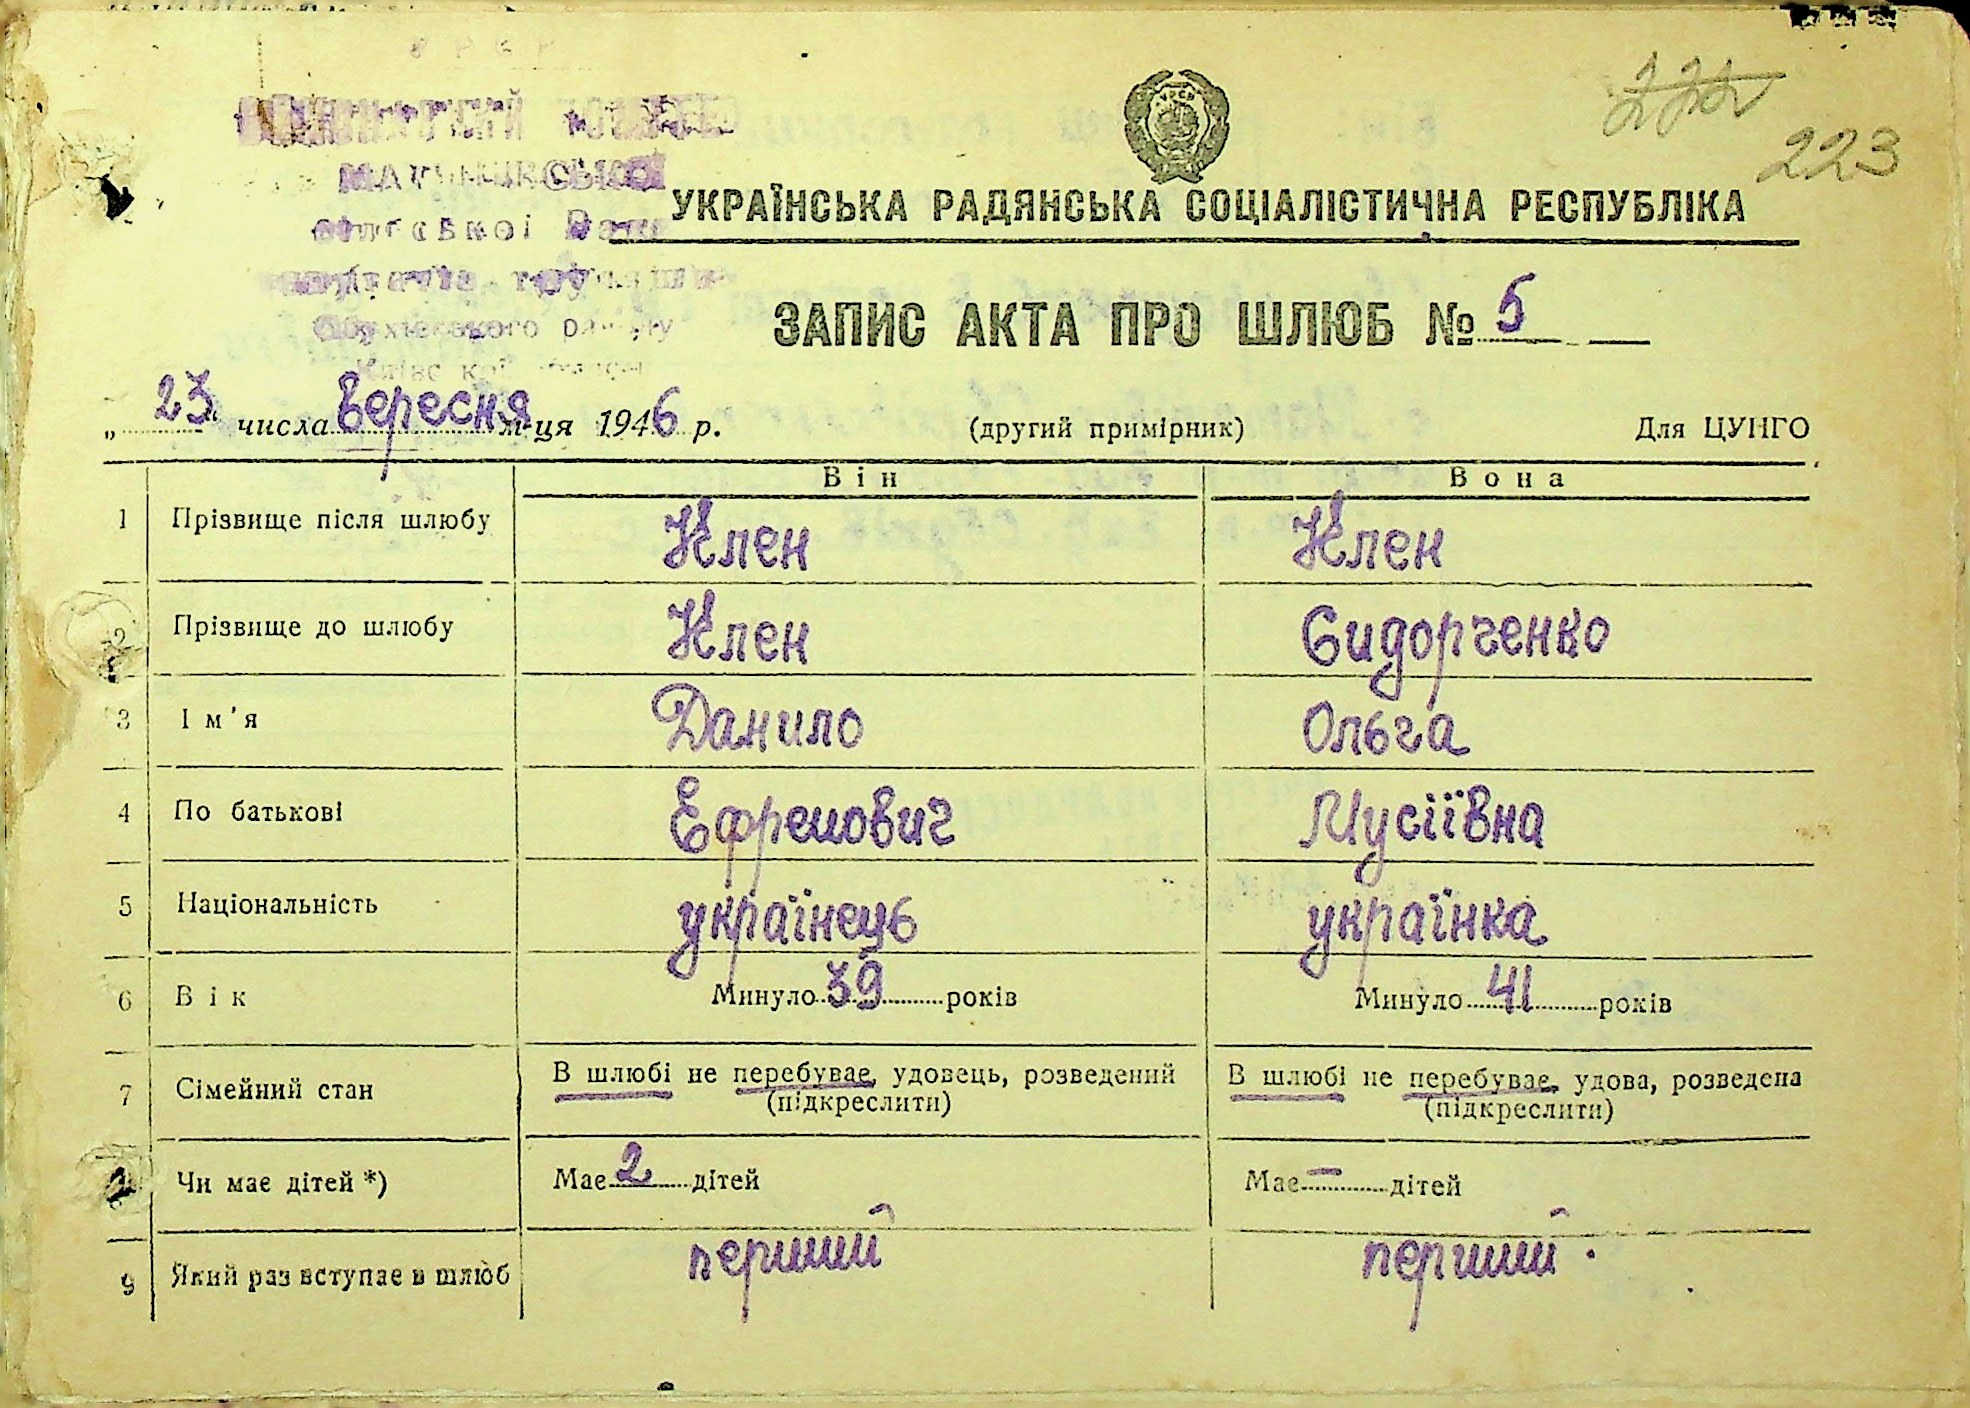 У Р С Р
223
УКРАЇНСЬКА РАДЯНСЬКА СОЦІАЛІСТИЧНА РЕСПУБЛІКА
Обухівського району
ЗАПИС АКТА ПРО ШЛЮБ № 5
„ 23 “ числа вересня м-ця 1946 р. (другий примірник) Для ЦУНГО
Він Вона
1 Прізвище після шлюбу Клен Клен
2 Прізвище до шлюбу Клен Сидорченко
3 Ім'я Данило Ольга
4 По батькові Ефремович Мусіївна
5 Національність українець українка
6 Вік Минуло 39 років Минуло 41 років
7 Сімейний стан В шлюбі не перебуває, удовець, розведений В шлюбі не перебуває, удова, розведена
(підкреслити) (підкреслити)
8 Чи має дітей *) Має 2 дітей Має — дітей
9 Який раз вступає в шлюб перший перший.